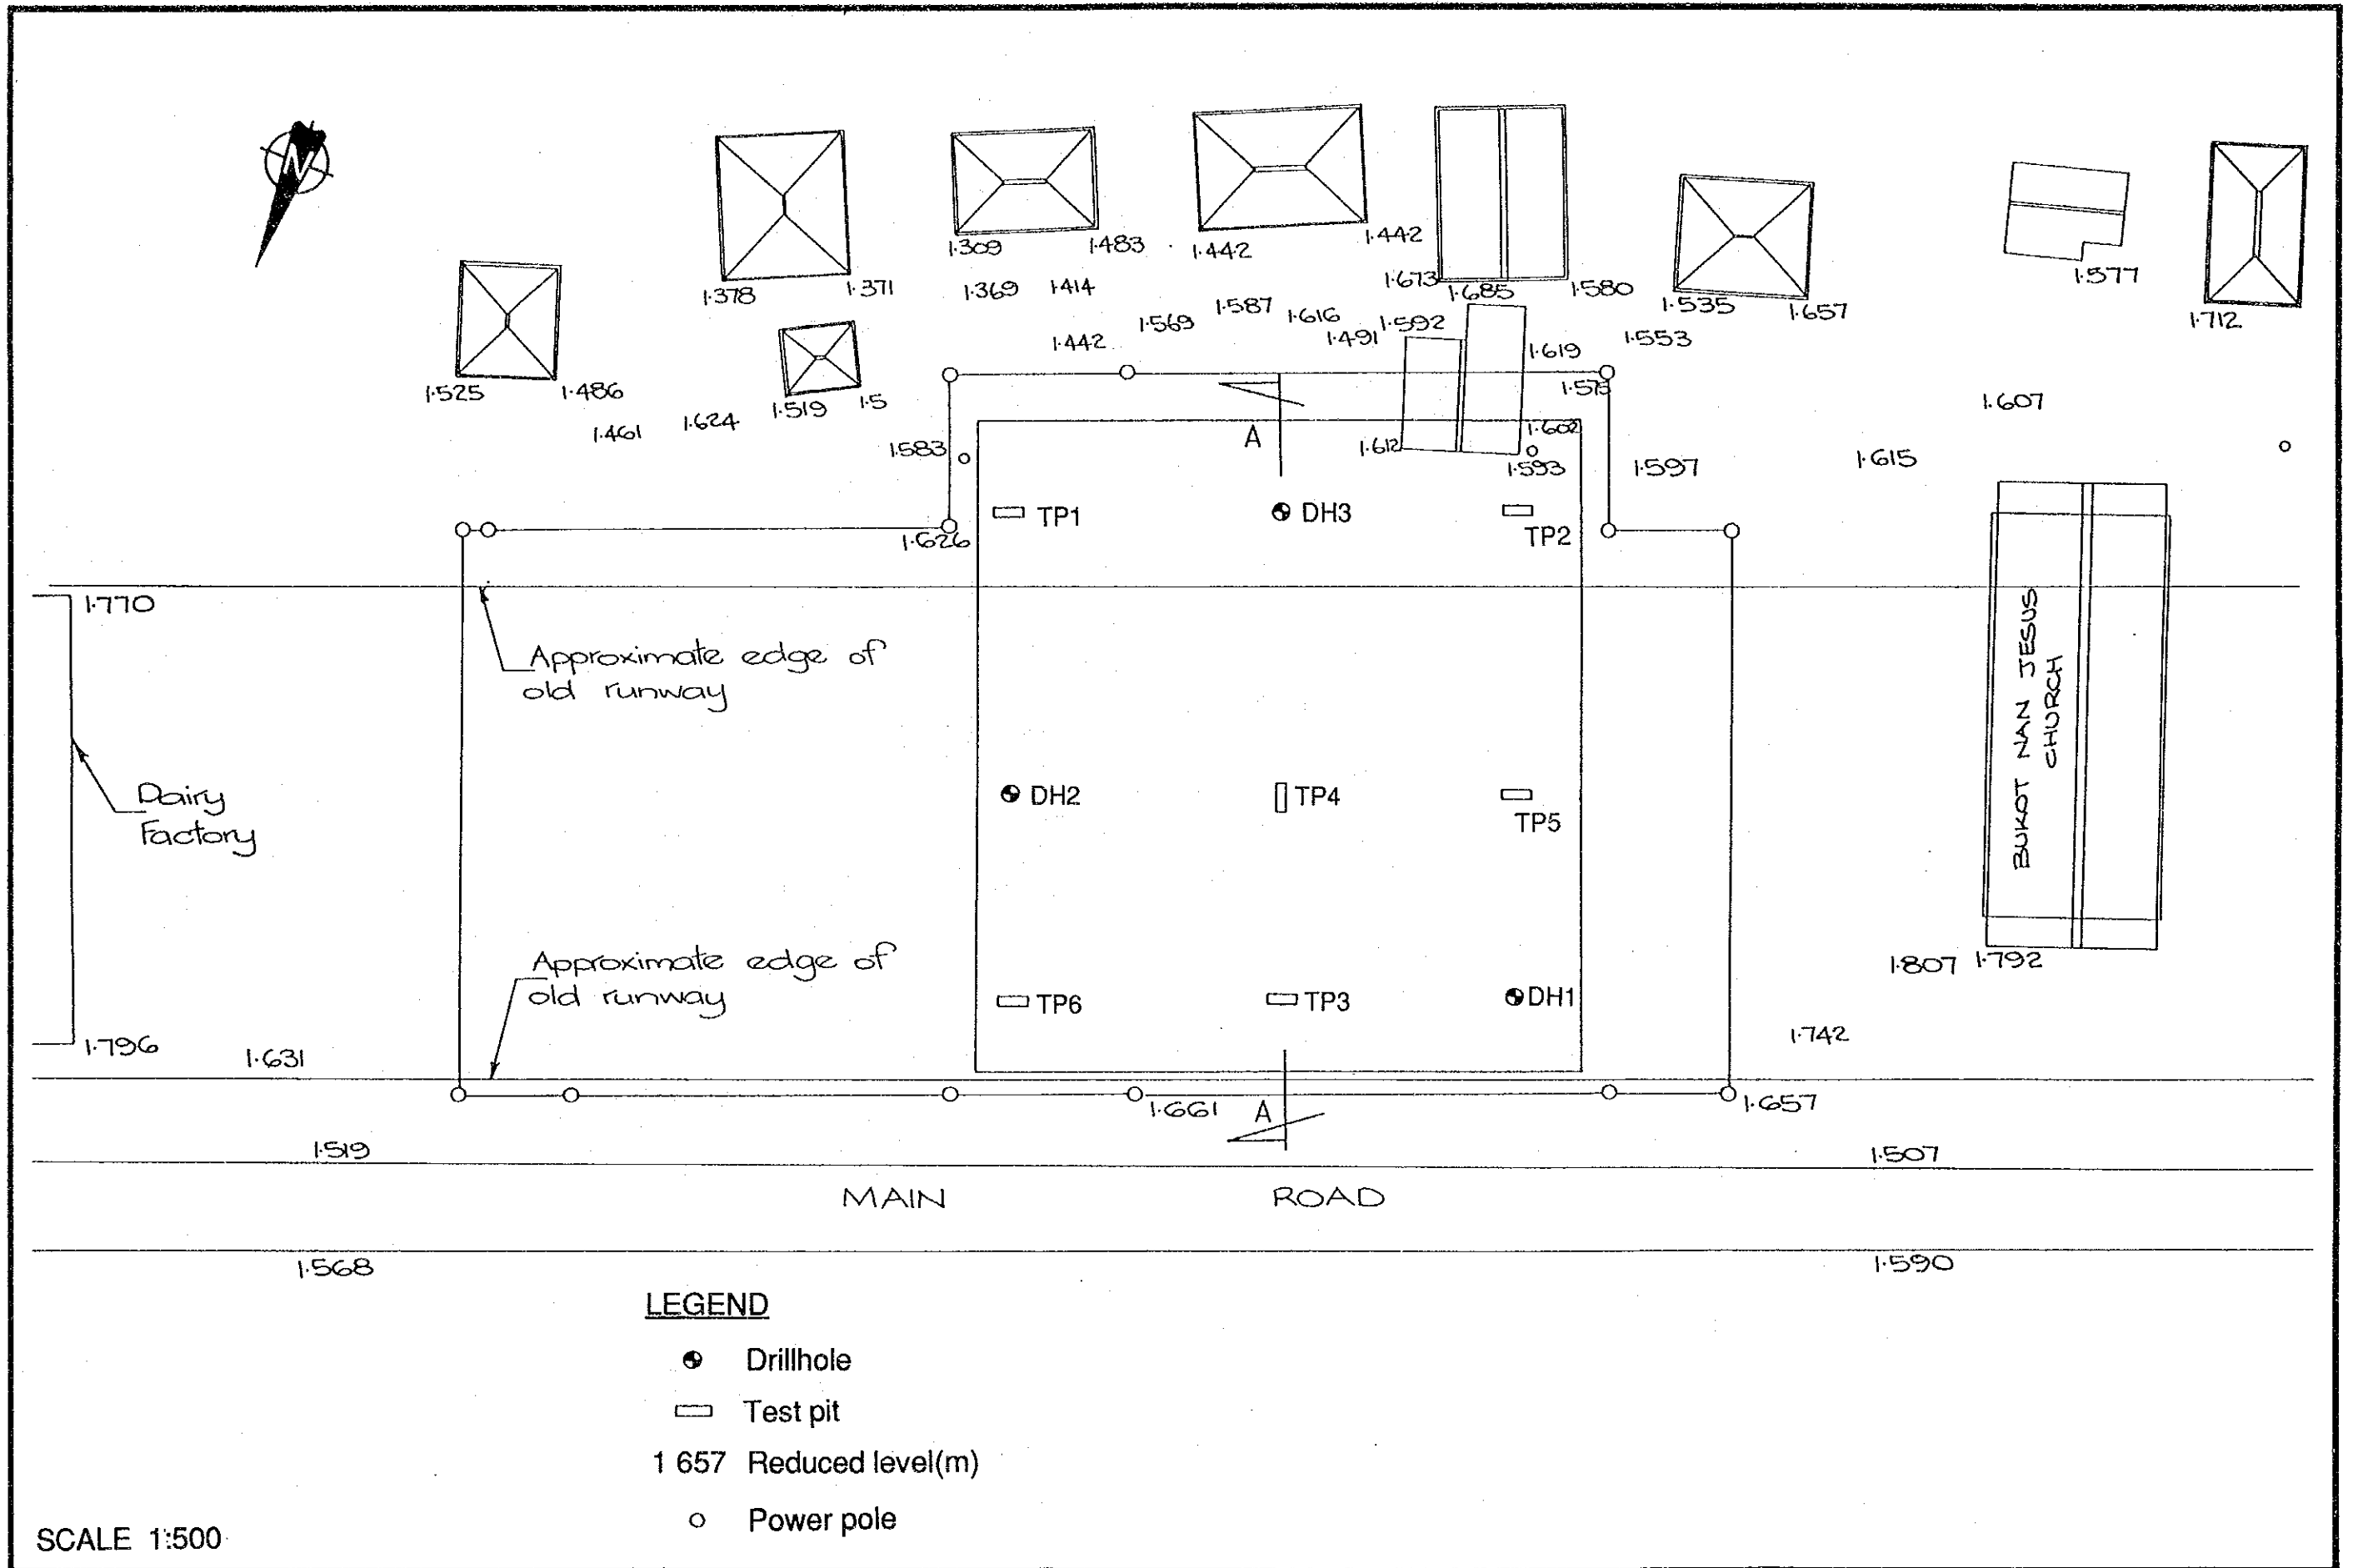 N
1.309
1.483
1.442
1.442
1.378
1.371
1.369
1.414
1.673
1.685
1.580
1.535
1.657
1.577
1.712
1.587
1.616
1.569
1.592
1.491
1.442
1.619
1.553
1.525
1.486
1.519
1.5
1.575
1.607
1.461
1.624
1.583
A
1.612
1.602
1.593
1.597
1.615
TP1
DH3
TP2
1.626
1.770
Approximate edge of
old runway
BUKOT NAN JESUS
CHURCH
Dairy
Factory
DH2
TP4
TP5
Approximate edge of
old runway
1.807
1.792
TP6
TP3
DH1
1.796
1.631
1.742
1.661
A
1.657
1.519
1.507
MAIN ROAD
1.568
1.590
LEGEND
Drillhole
Test pit
1 657 Reduced level(m)
Power pole
SCALE 1:500